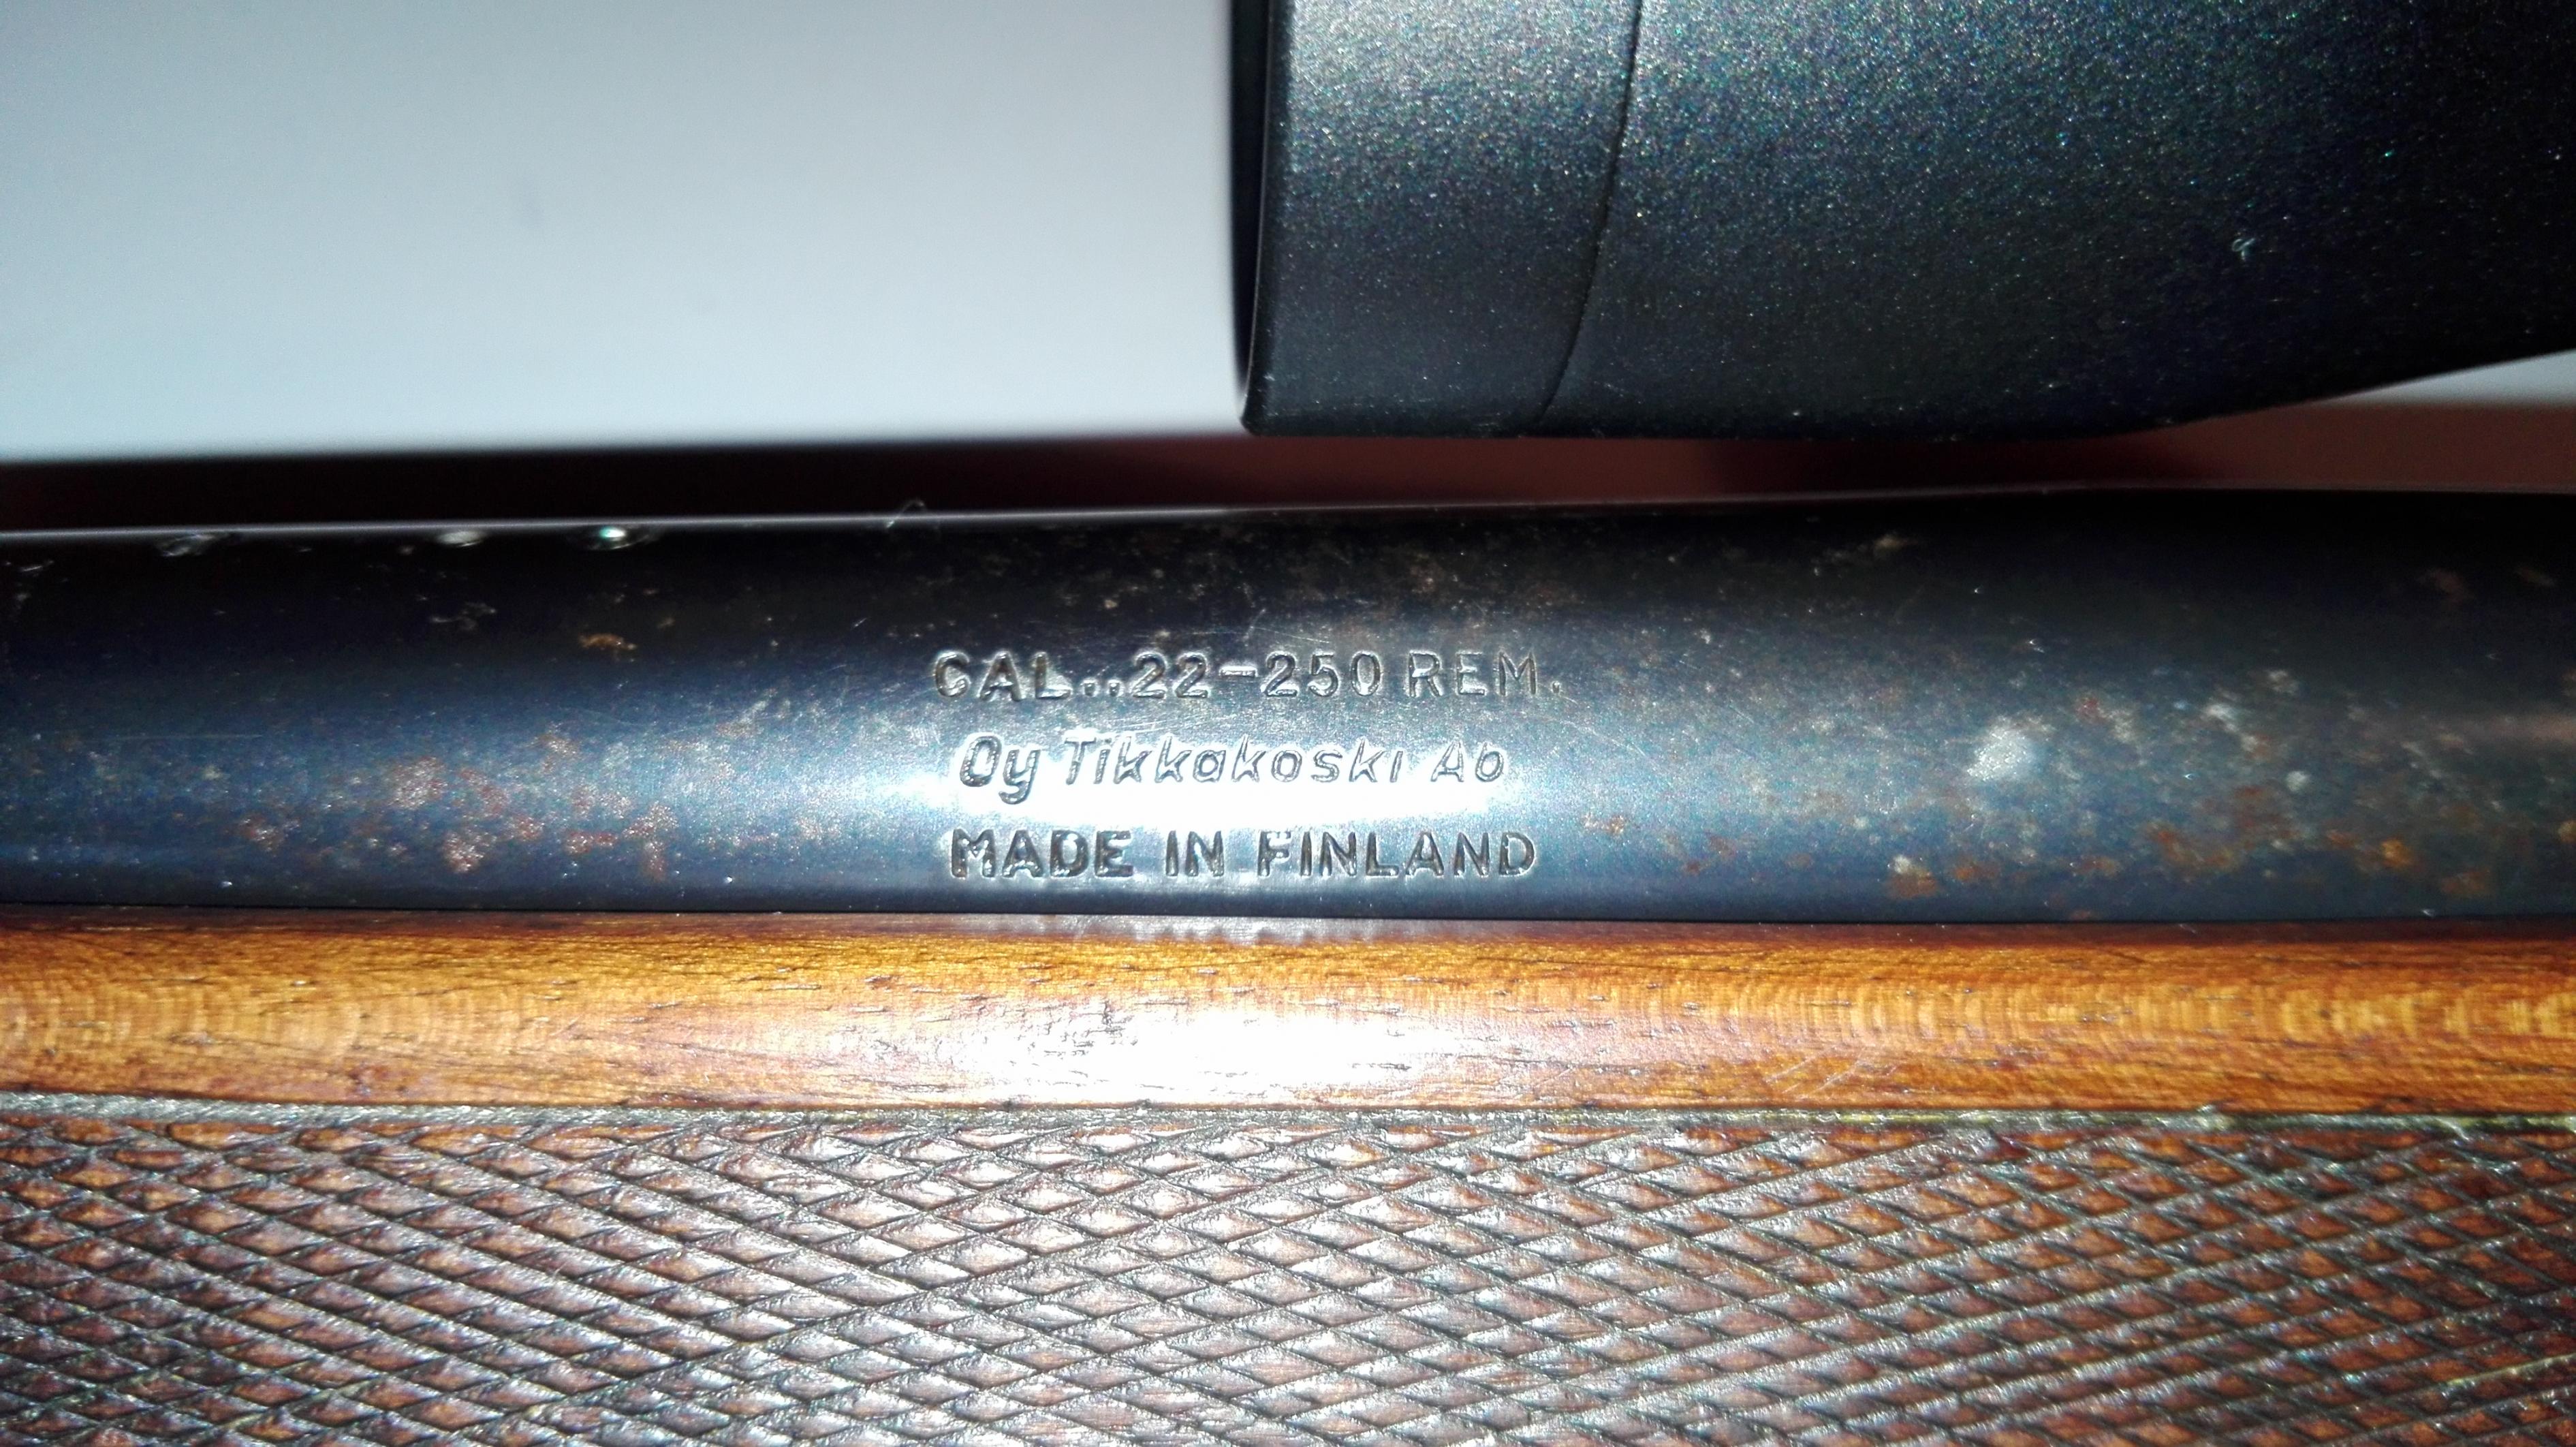 CAL..22-250 REM.
Oy Tikkakoski Ab
MADE IN FINLAND